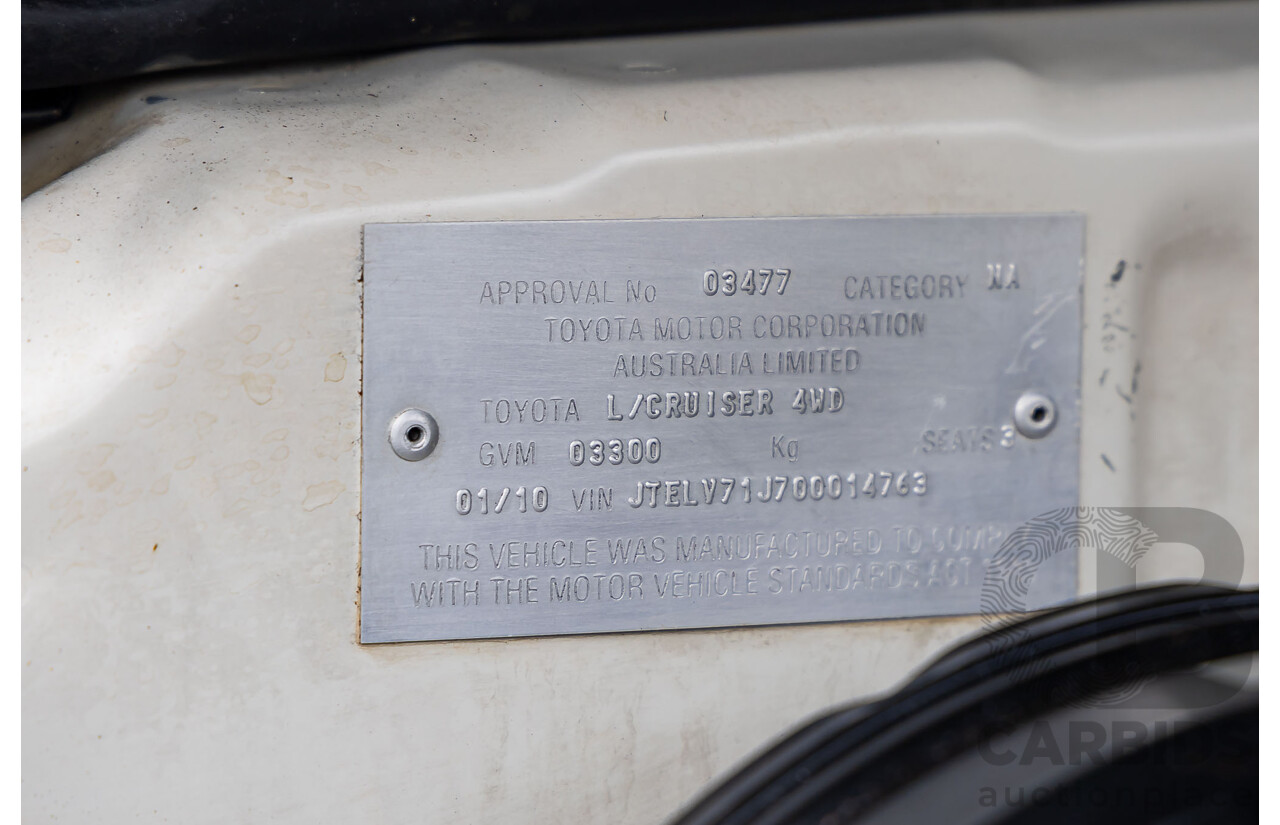 APPROVAL No 03477 CATEGORY NA
TOYOTA MOTOR CORPORATION
AUSTRALIA LIMITED
TOYOTA L/CRUISER 4WD
GVM 03300 Kg SEATS 3
01/10 VIN JTELV71J700014763
THIS VEHICLE WAS MANUFACTURED TO COMPLY
WITH THE MOTOR VEHICLE STANDARDS ACT
CARBIDS
auctionplace